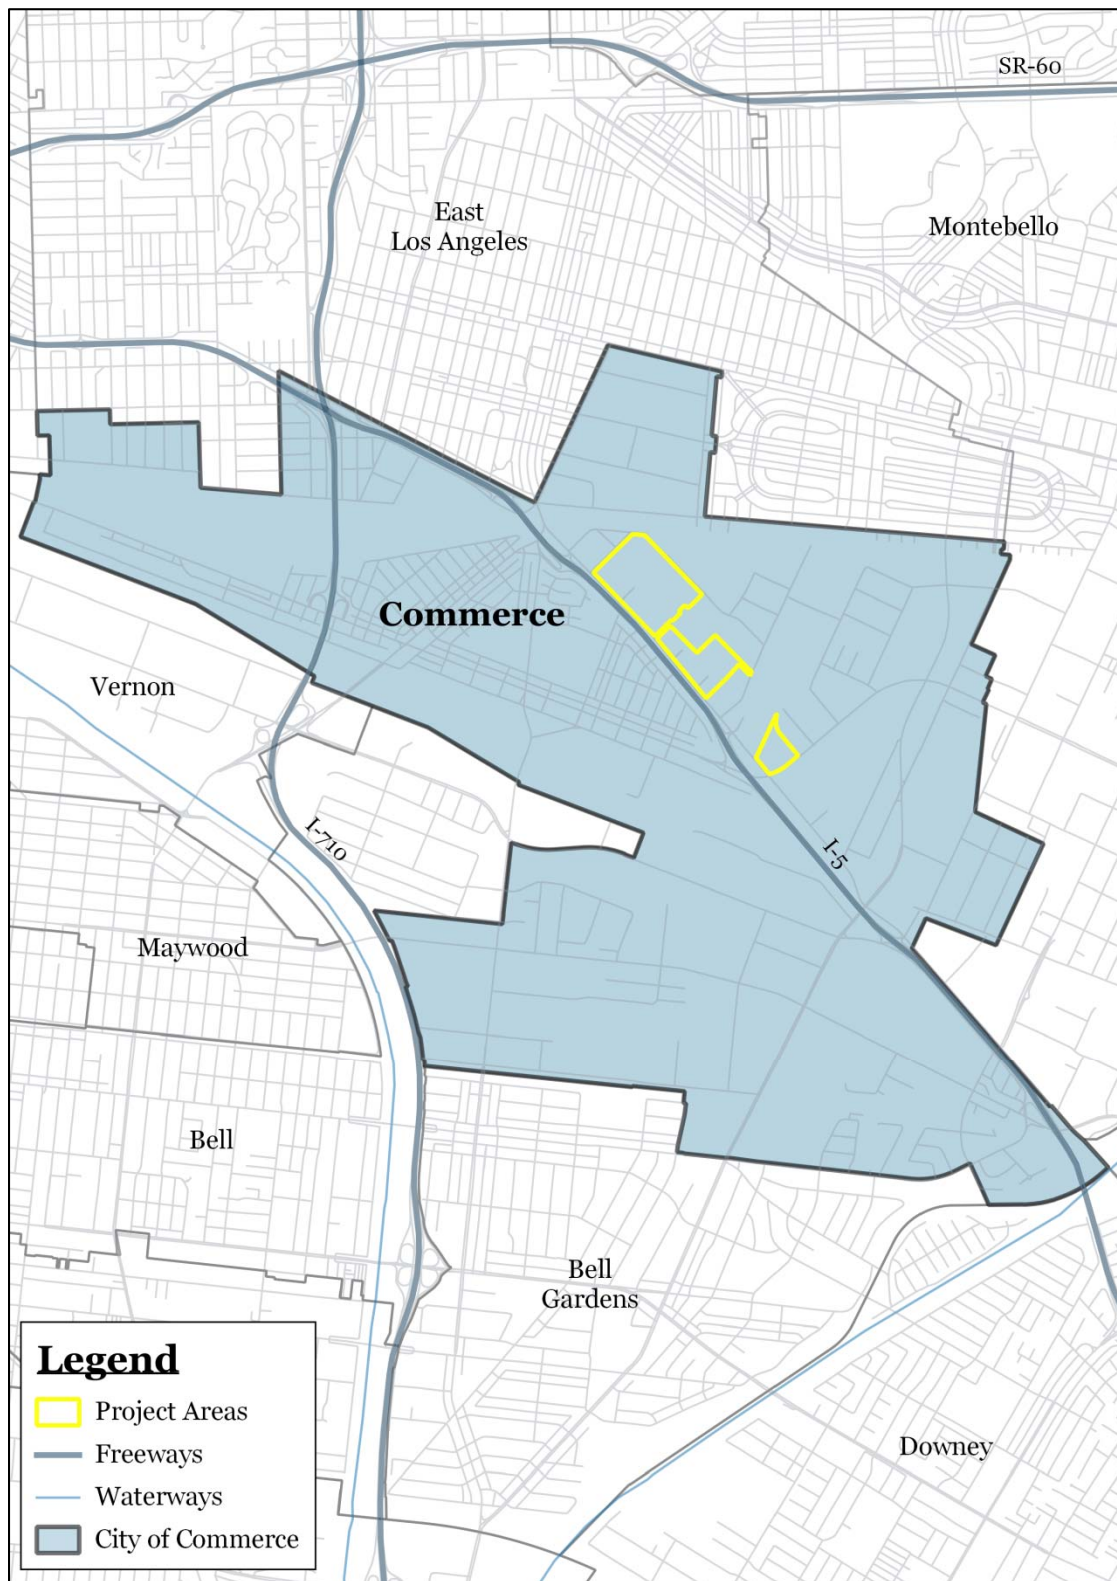 SR-60
East
Los Angeles
Montebello
Commerce
Vernon
I-710
I-5
Maywood
Bell
Bell
Gardens
Downey
Legend
Project Areas
Freeways
Waterways
City of Commerce